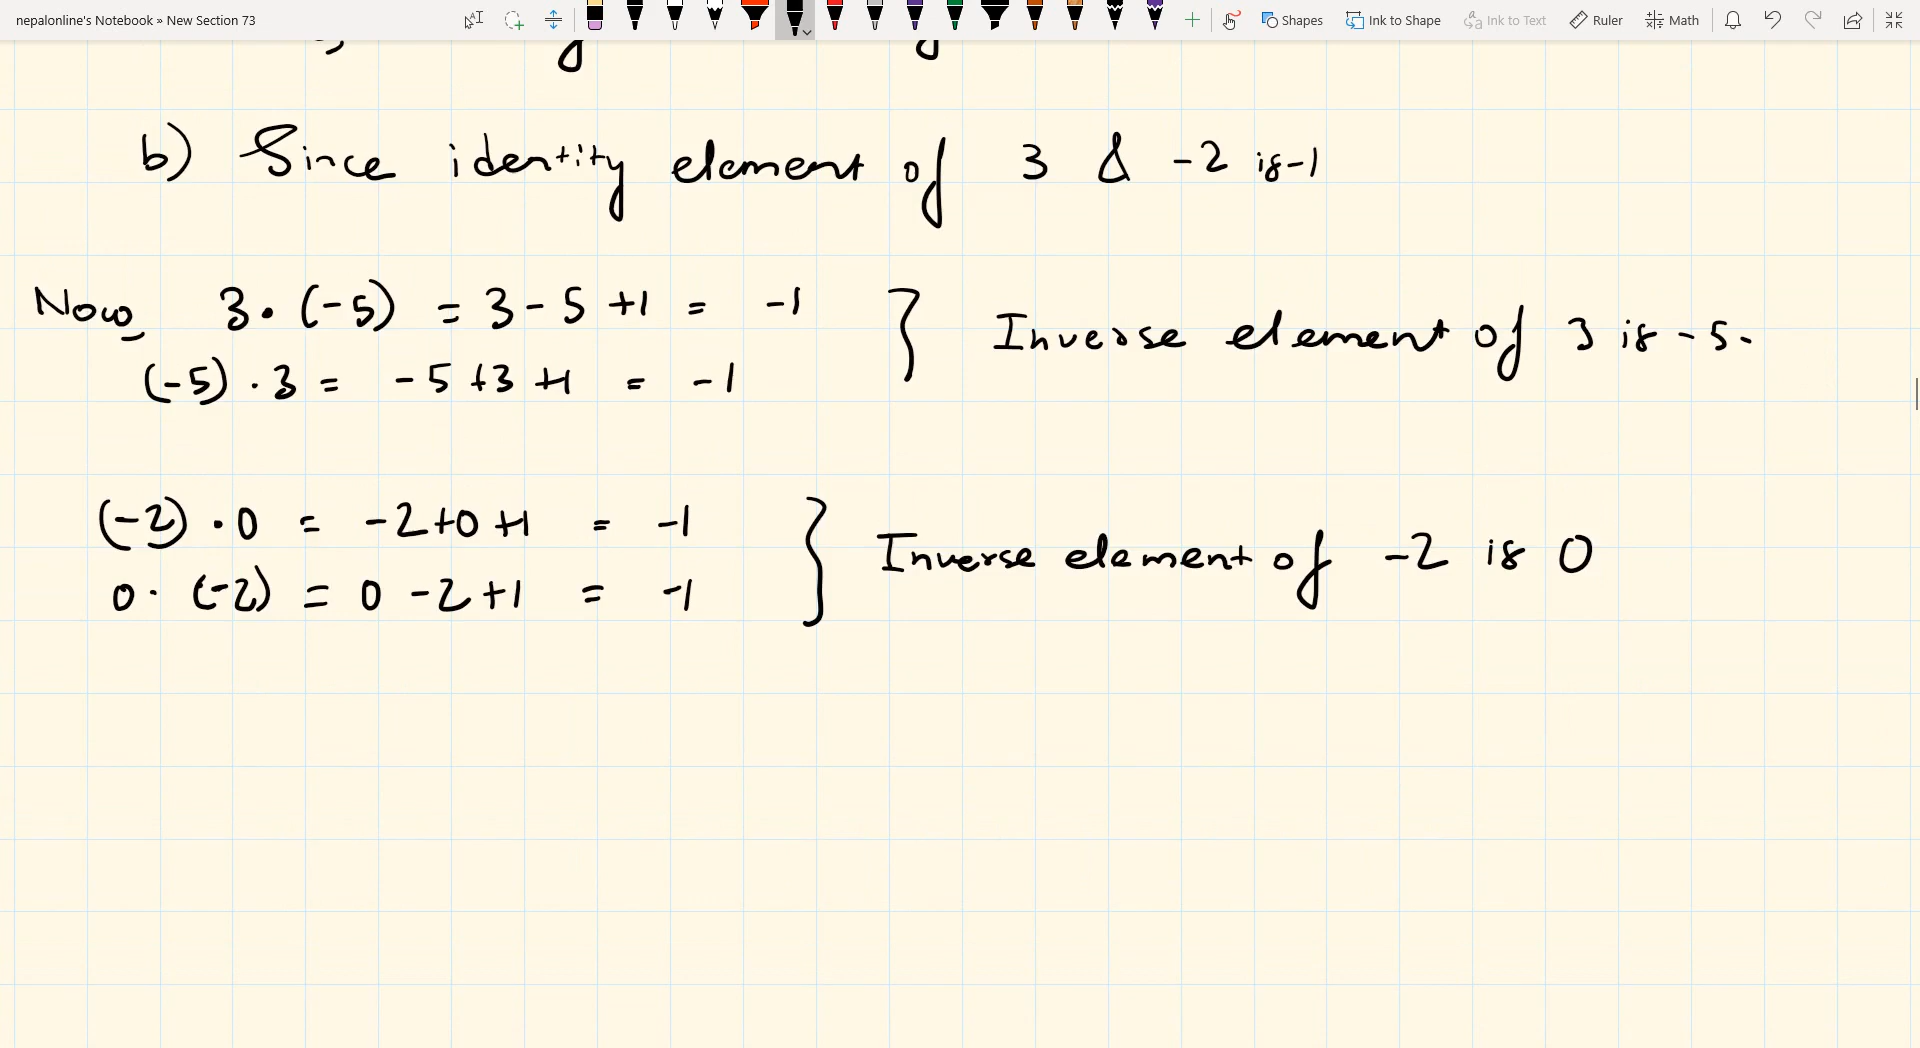 nepalonline's Notebook » New Section 73
Shapes Ink to Shape Ink to Text Ruler Math
b) Since identity element of 3 & -2 is -1
Now, 3 . (-5) = 3 - 5 + 1 = -1
(-5) . 3 = -5 + 3 + 1 = -1
} Inverse element of 3 is -5.
(-2) . 0 = -2 + 0 + 1 = -1
0 . (-2) = 0 - 2 + 1 = -1
} Inverse element of -2 is 0